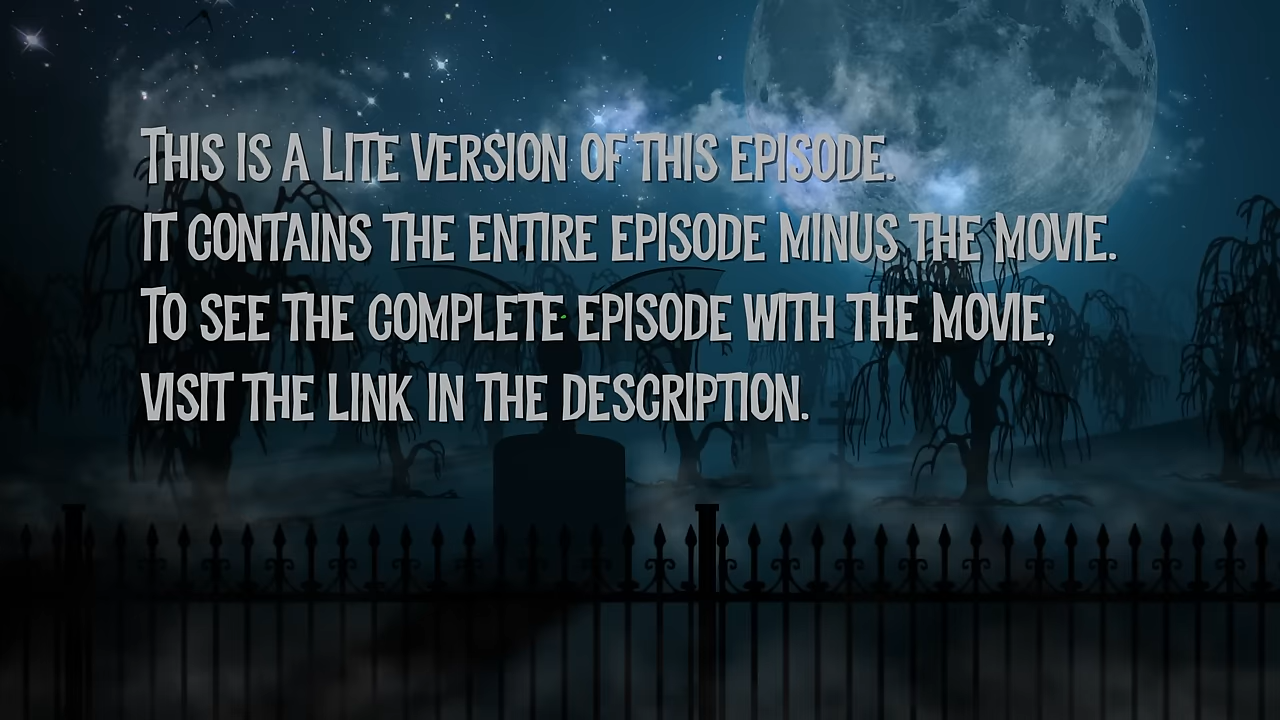 This is a Lite version of this episode.
It contains the entire episode minus the movie.
To see the complete episode with the movie,
visit the link in the description.